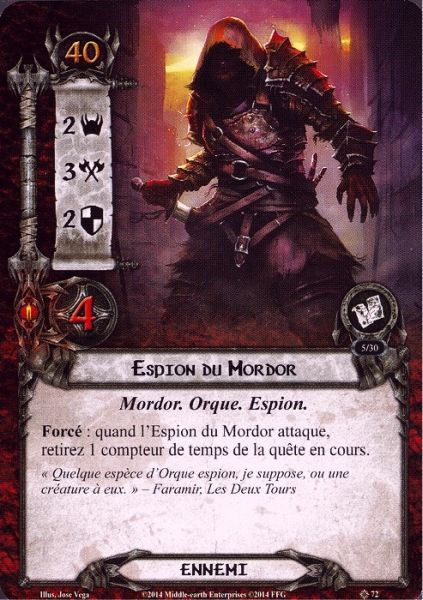 40
2
3
2
4
5/30
Espion du Mordor
Mordor. Orque. Espion.
Forcé : quand l'Espion du Mordor attaque,
retirez 1 compteur de temps de la quête en cours.
« Quelque espèce d'Orque espion, je suppose, ou une
créature à eux. » – Faramir, Les Deux Tours
ENNEMI
Illus. Jose Vega ©2014 Middle-earth Enterprises ©2014 FFG 72